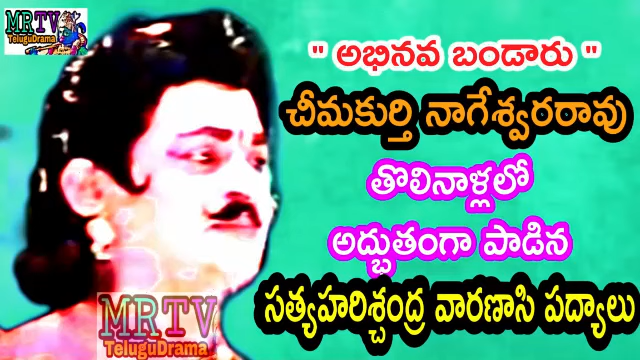 MRTV
TeluguDrama
" అభినవ బండారు "
చీమకుర్తి నాగేశ్వరరావు
తొలినాళ్లలో
అద్భుతంగా పాడిన
సత్యహరిశ్చంద్ర వారణాసి పద్యాలు
MRTV
TeluguDrama